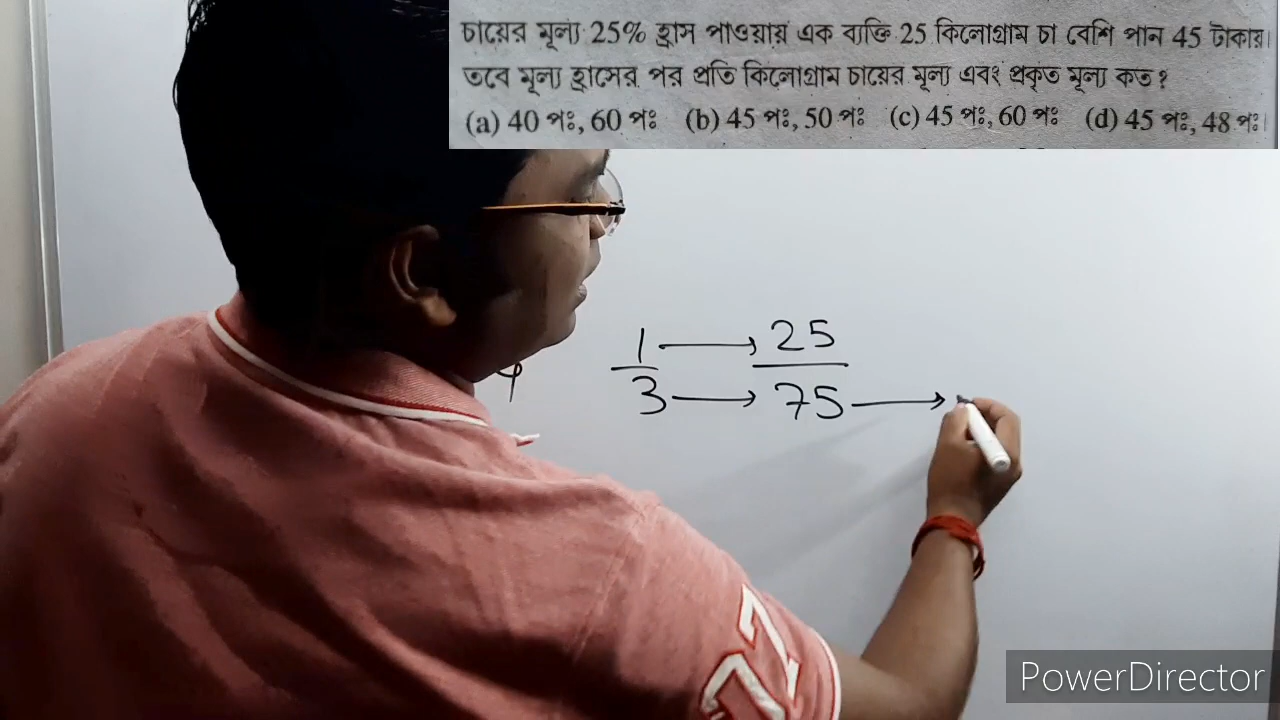 চায়ের মূল্য 25% হ্রাস পাওয়ায় এক ব্যক্তি 25 কিলোগ্রাম চা বেশি পান 45 টাকায়।
তবে মূল্য হ্রাসের পর প্রতি কিলোগ্রাম চায়ের মূল্য এবং প্রকৃত মূল্য কত?
(a) 40 পঃ, 60 পঃ (b) 45 পঃ, 50 পঃ (c) 45 পঃ, 60 পঃ (d) 45 পঃ, 48 পঃ।
1 → 25
3 → 75 →
PowerDirector